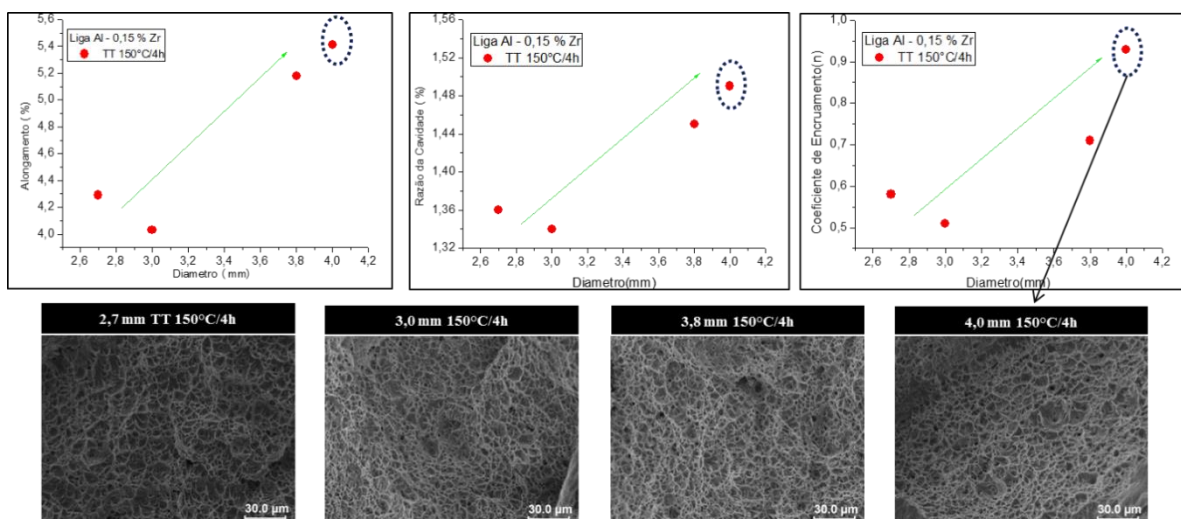 5,6
5,4
5,2
5,0
4,8
4,6
4,4
4,2
4,0
Alongamento (%)
Liga Al - 0,15 % Zr
TT 150°C/4h
2,6 2,8 3,0 3,2 3,4 3,6 3,8 4,0 4,2
Diametro ( mm)
1,56
1,52
1,48
1,44
1,40
1,36
1,32
Razão da Cavidade ( %)
Liga Al - 0,15 % Zr
TT 150°C/4h
2,6 2,8 3,0 3,2 3,4 3,6 3,8 4,0 4,2
Diametro(mm)
1,0
0,9
0,8
0,7
0,6
0,5
Coeficiente de Encruamento(n)
Liga Al - 0,15 % Zr
TT 150°C/4h
2,6 2,8 3,0 3,2 3,4 3,6 3,8 4,0 4,2
Diametro(mm)
2,7 mm TT 150°C/4h
3,0 mm 150°C/4h
3,8 mm 150°C/4h
4,0 mm 150°C/4h
30.0 µm
30.0 µm
30.0 µm
30.0 µm